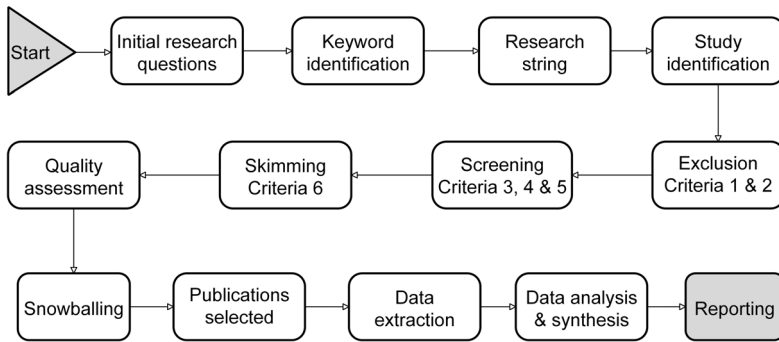 Start
Initial research
questions
Keyword
identification
Research
string
Study
identification
Exclusion
Criteria 1 & 2
Screening
Criteria 3, 4 & 5
Skimming
Criteria 6
Quality
assessment
Snowballing
Publications
selected
Data
extraction
Data analysis
& synthesis
Reporting